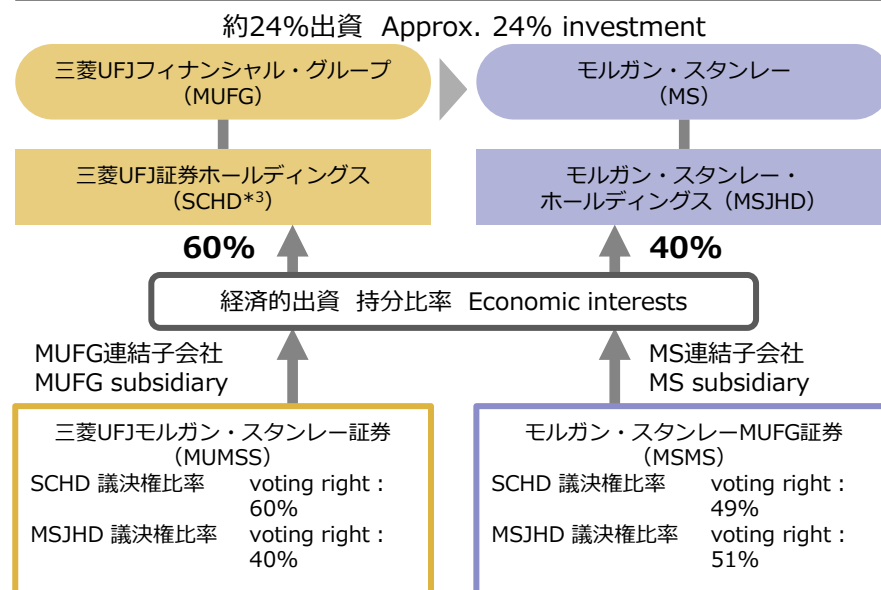 約24%出資 Approx. 24% investment
三菱UFJフィナンシャル・グループ
（MUFG）
モルガン・スタンレー
（MS）
三菱UFJ証券ホールディングス
（SCHD*3）
モルガン・スタンレー・
ホールディングス（MSJHD）
60%
40%
経済的出資 持分比率 Economic interests
MUFG連結子会社
MUFG subsidiary
MS連結子会社
MS subsidiary
三菱UFJモルガン・スタンレー証券
（MUMSS）
SCHD 議決権比率 voting right :
60%
MSJHD 議決権比率 voting right :
40%
モルガン・スタンレーMUFG証券
（MSMS）
SCHD 議決権比率 voting right :
49%
MSJHD 議決権比率 voting right :
51%